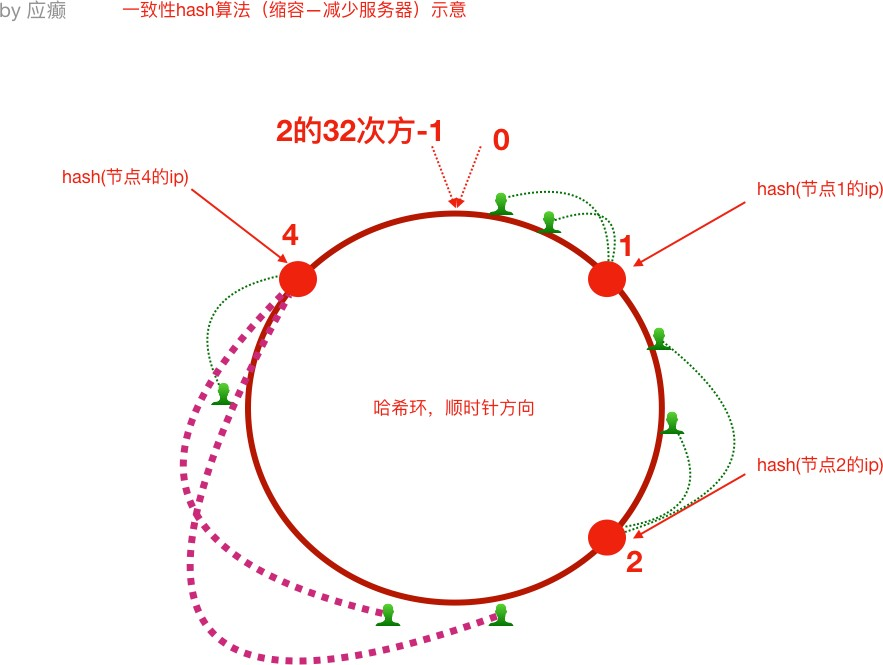 by 应癫
一致性hash算法（缩容—减少服务器）示意
2的32次方-1
0
hash(节点4的ip)
hash(节点1的ip)
4
1
哈希环，顺时针方向
hash(节点2的ip)
2